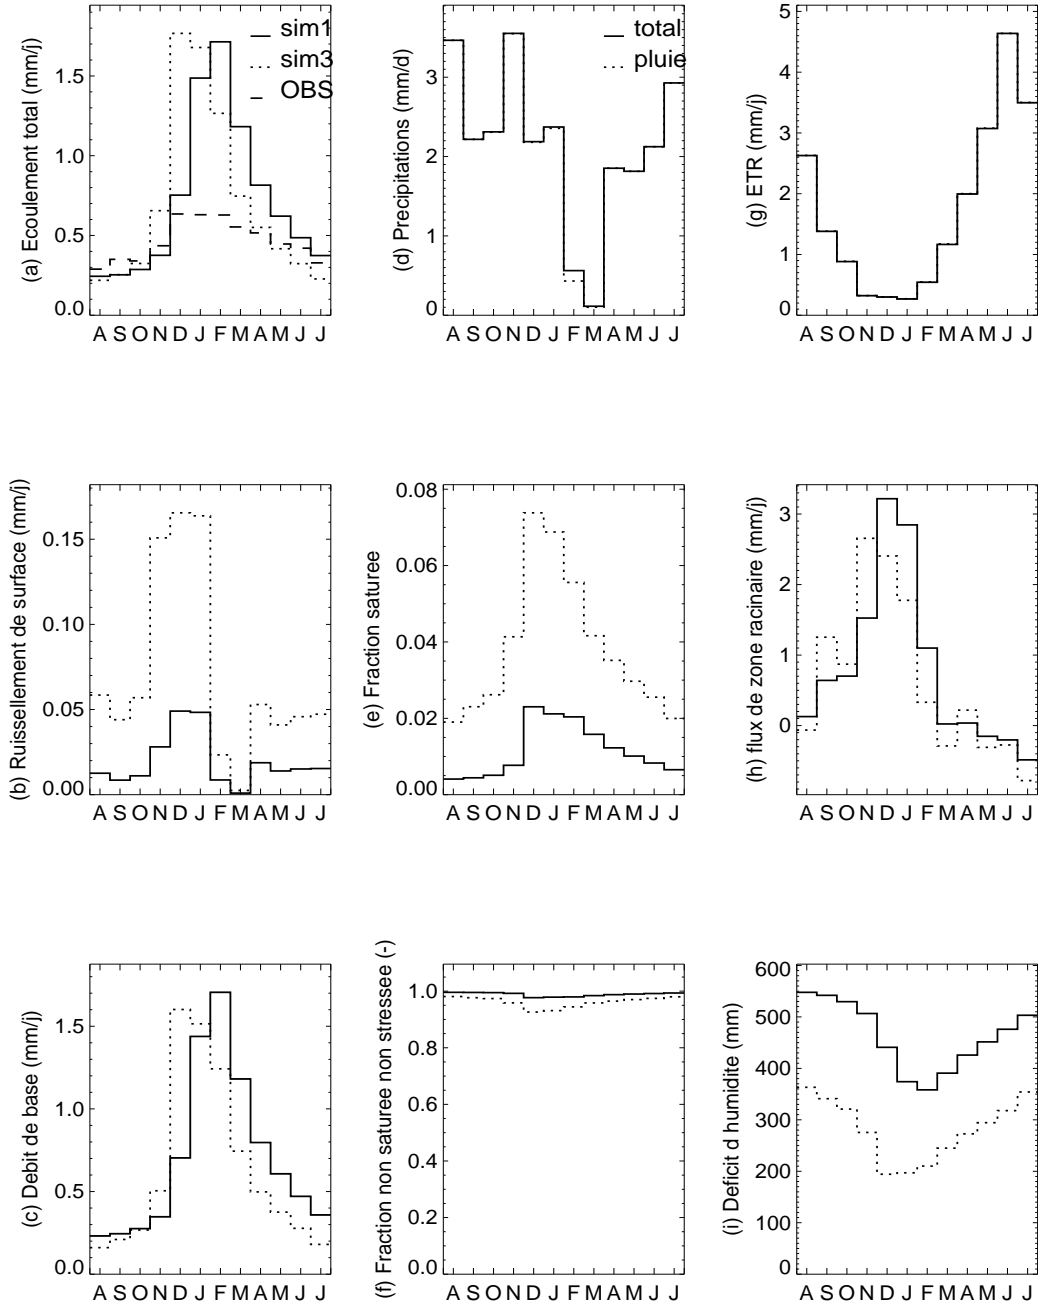 (a) Ecoulement total (mm/j)
1.5
1.0
0.5
0.0
sim1
sim3
OBS
A S O N D J F M A M J J
(d) Precipitations (mm/d)
3
2
1
0
total
pluie
A S O N D J F M A M J J
(g) ETR (mm/j)
5
4
3
2
1
0
A S O N D J F M A M J J
(b) Ruissellement de surface (mm/j)
0.15
0.10
0.05
0.00
A S O N D J F M A M J J
(e) Fraction saturee
0.08
0.06
0.04
0.02
0.00
A S O N D J F M A M J J
(h) flux de zone racinaire (mm/j)
3
2
1
0
A S O N D J F M A M J J
(c) Debit de base (mm/j)
1.5
1.0
0.5
0.0
A S O N D J F M A M J J
(f) Fraction non saturee non stressee (-)
1.0
0.8
0.6
0.4
0.2
0.0
A S O N D J F M A M J J
(i) Deficit d humidite (mm)
600
500
400
300
200
100
0
A S O N D J F M A M J J